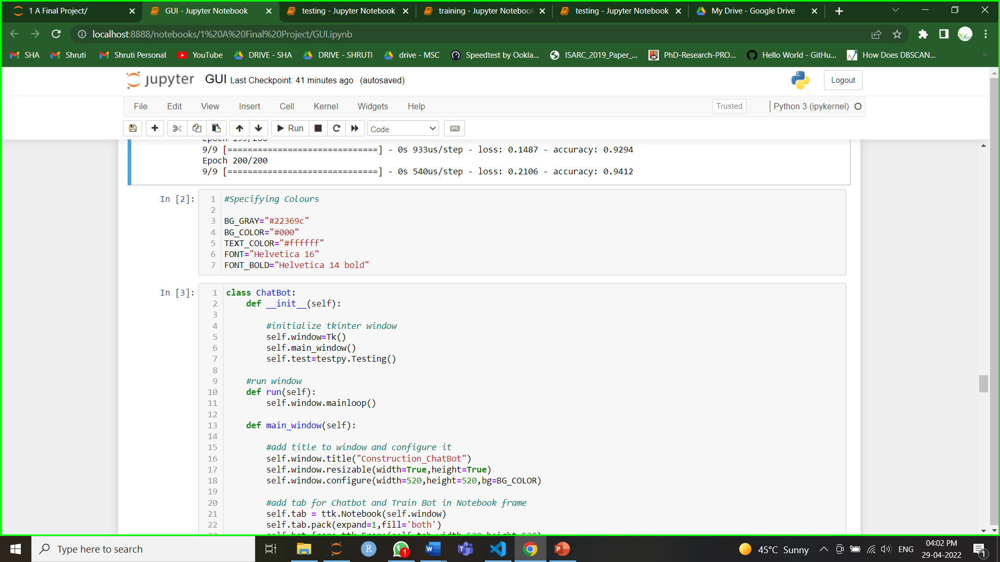 1 A Final Project/
GUI - Jupyter Notebook
testing - Jupyter Notebook
training - Jupyter Notebook
testing - Jupyter Notebook
My Drive - Google Drive
localhost:8888/notebooks/1%20A%20Final%20Project/GUI.ipynb
SHA
Shruti
Shruti Personal
YouTube
DRIVE - SHA
DRIVE - SHRUTI
drive - MSC
Speedtest by Ookla...
ISARC_2019_Paper_...
PhD-Research-PRO...
Hello World - GitHu...
How Does DBSCAN...
jupyter GUI Last Checkpoint: 41 minutes ago (autosaved)
Logout
File Edit View Insert Cell Kernel Widgets Help
Trusted
Python 3 (ipykernel)
Run
Code
Epoch 199/200
9/9 [==============================] - 0s 933us/step - loss: 0.1487 - accuracy: 0.9294
Epoch 200/200
9/9 [==============================] - 0s 540us/step - loss: 0.2106 - accuracy: 0.9412
In [2]:
1 #Specifying Colours
2
3 BG_GRAY="#22369c"
4 BG_COLOR="#000"
5 TEXT_COLOR="#ffffff"
6 FONT="Helvetica 16"
7 FONT_BOLD="Helvetica 14 bold"
In [3]:
1 class ChatBot:
2     def __init__(self):
3
4         #initialize tkinter window
5         self.window=Tk()
6         self.main_window()
7         self.test=testpy.Testing()
8
9     #run window
10     def run(self):
11         self.window.mainloop()
12
13     def main_window(self):
14
15         #add title to window and configure it
16         self.window.title("Construction_ChatBot")
17         self.window.resizable(width=True,height=True)
18         self.window.configure(width=520,height=520,bg=BG_COLOR)
19
20         #add tab for Chatbot and Train Bot in Notebook frame
21         self.tab = ttk.Notebook(self.window)
22         self.tab.pack(expand=1,fill='both')
23         self.bot_frame=ttk.Frame(self.tab,width=520,height=520)
Type here to search
1
45°C Sunny
ENG
04:02 PM
29-04-2022
1